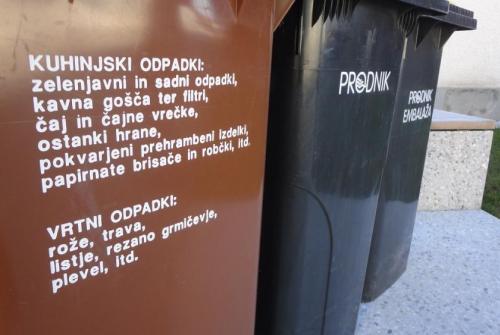 KUHINJSKI ODPADKI:
zelenjavni in sadni odpadki,
kavna gošča ter filtri,
čaj in čajne vrečke,
ostanki hrane,
pokvarjeni prehrambeni izdelki,
papirnate brisače in robčki, itd.
VRTNI ODPADKI:
rože, trava,
listje, rezano grmičevje,
plevel, itd.
PRODNIK
PRODNIK
EMBALAŽA